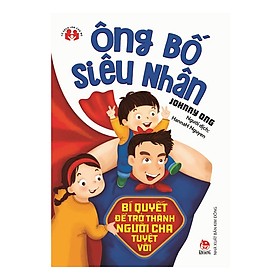 Ông Bố
Siêu Nhân
JOHNNY ONG
Người dịch:
Hannah Nguyen
BÍ QUYẾT
ĐỂ TRỞ THÀNH
NGƯỜI CHA
TUYỆT
VỜI
NHÀ XUẤT BẢN KIM ĐỒNG